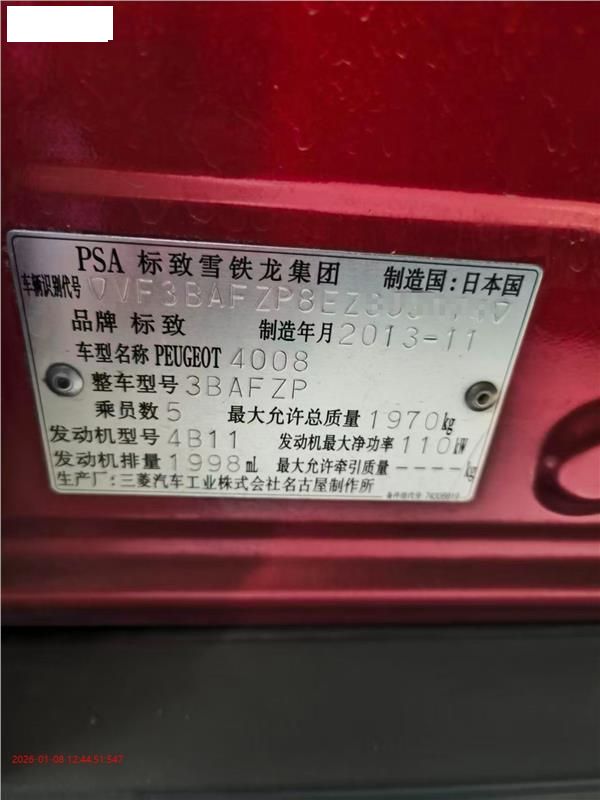 PSA 标致雪铁龙集团 制造国:日本国
车辆识别代号 VF3BAFZP8EZ
品牌 标致 制造年月 2013-11
车型名称 PEUGEOT 4008
整车型号 3BAFZP
乘员数 5 最大允许总质量 1970kg
发动机型号 4B11 发动机最大净功率 110kW
发动机排量 1998mL 最大允许牵引质量 ----kg
生产厂:三菱汽车工业株式会社名古屋制作所
2026-01-08 12:44:51:547